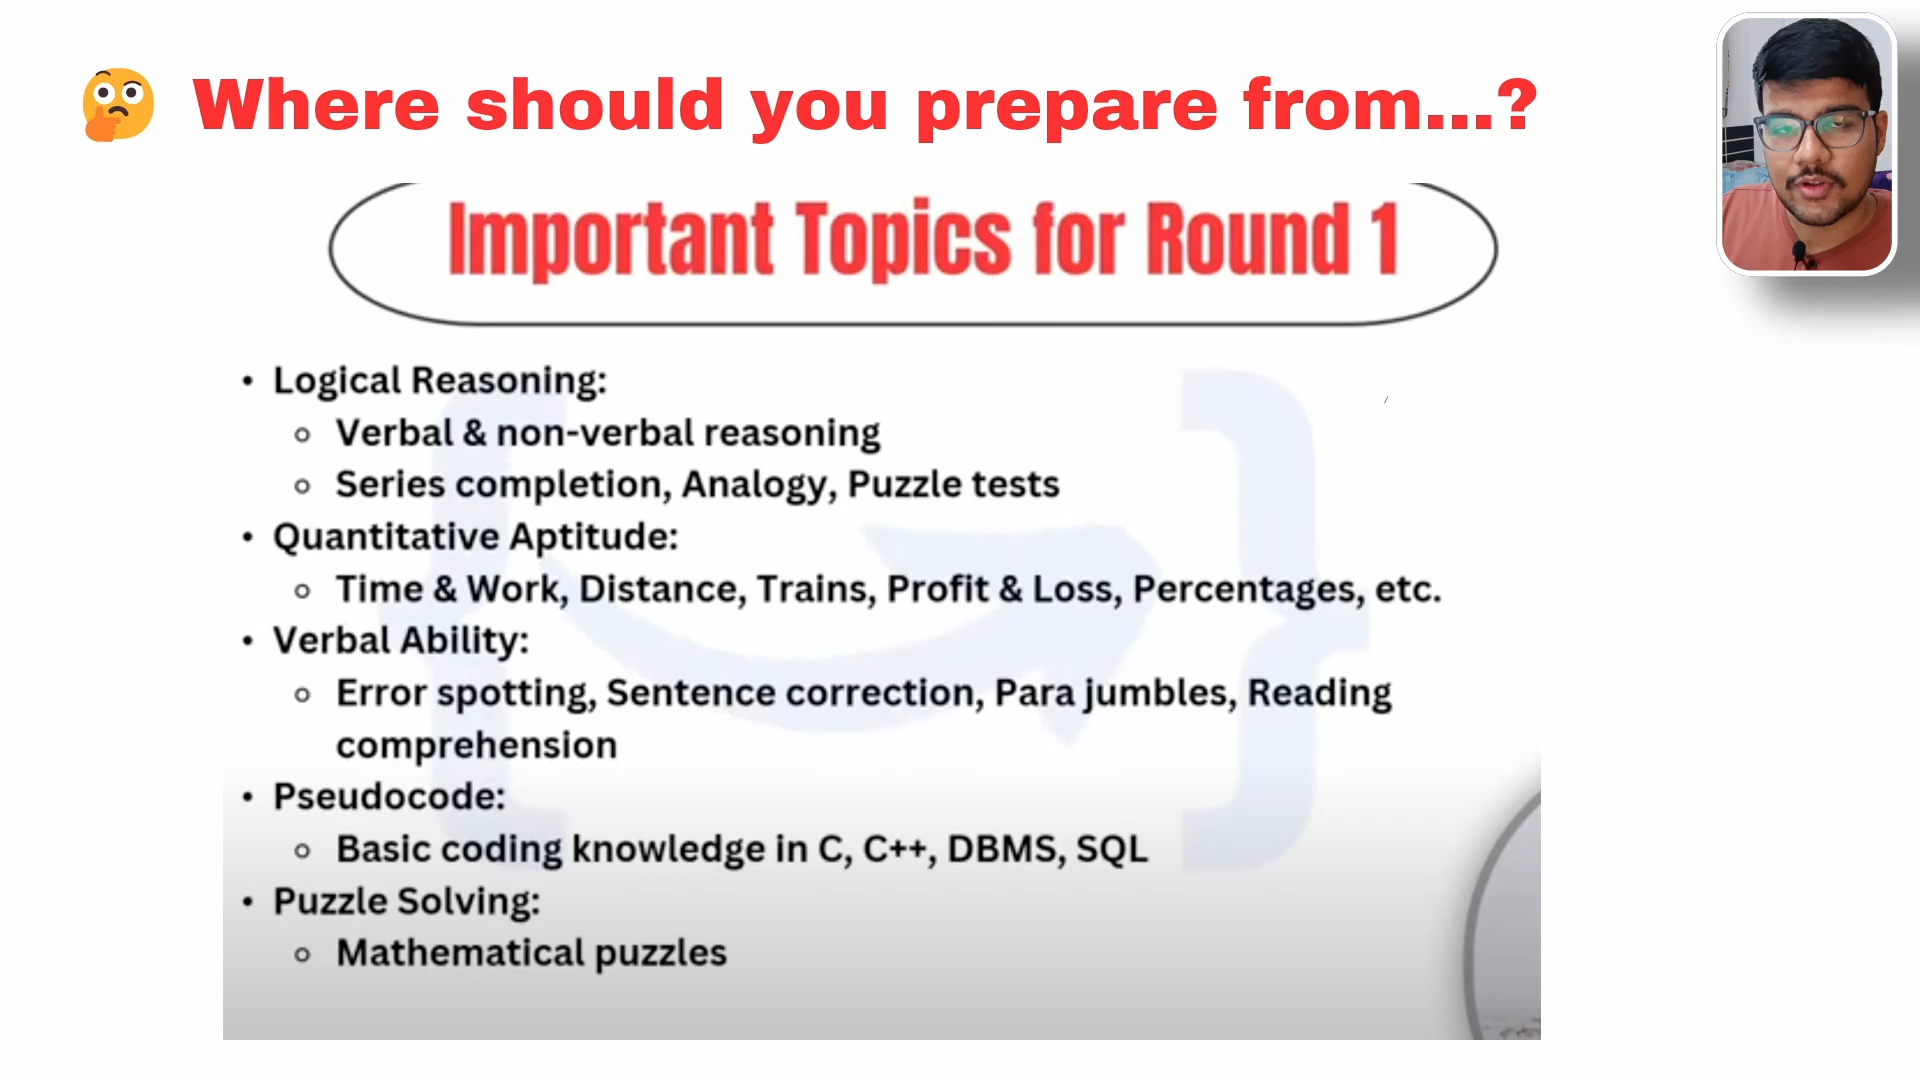 Where should you prepare from...?
Important Topics for Round 1
• Logical Reasoning:
○ Verbal & non-verbal reasoning
○ Series completion, Analogy, Puzzle tests
• Quantitative Aptitude:
○ Time & Work, Distance, Trains, Profit & Loss, Percentages, etc.
• Verbal Ability:
○ Error spotting, Sentence correction, Para jumbles, Reading
comprehension
• Pseudocode:
○ Basic coding knowledge in C, C++, DBMS, SQL
• Puzzle Solving:
○ Mathematical puzzles